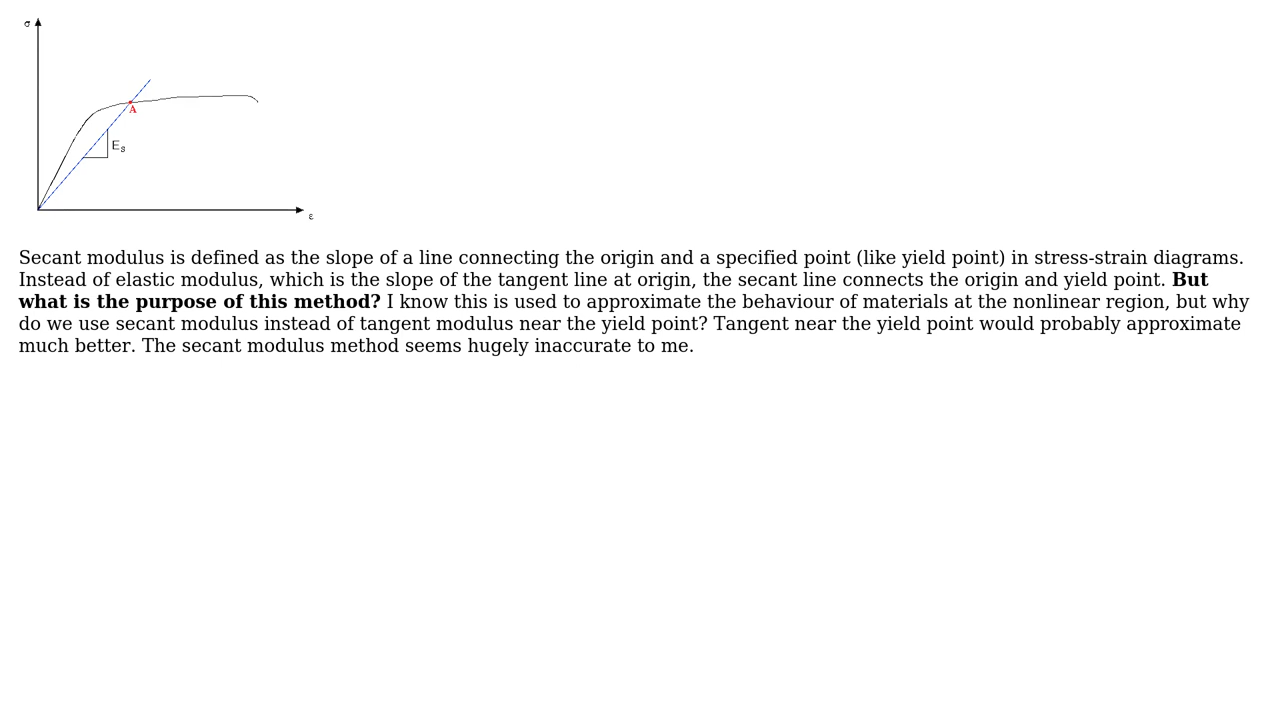 σ
A
Es
ε
Secant modulus is defined as the slope of a line connecting the origin and a specified point (like yield point) in stress-strain diagrams.
Instead of elastic modulus, which is the slope of the tangent line at origin, the secant line connects the origin and yield point. But
what is the purpose of this method? I know this is used to approximate the behaviour of materials at the nonlinear region, but why
do we use secant modulus instead of tangent modulus near the yield point? Tangent near the yield point would probably approximate
much better. The secant modulus method seems hugely inaccurate to me.